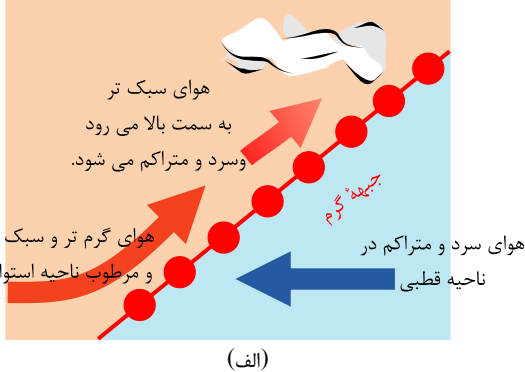 هوای سبک تر
به سمت بالا می رود
وسرد و متراکم می شود.
جبههٔ گرم
هوای گرم تر و سبک
و مرطوب ناحیه استوا
هوای سرد و متراکم در
ناحیه قطبی
(الف)